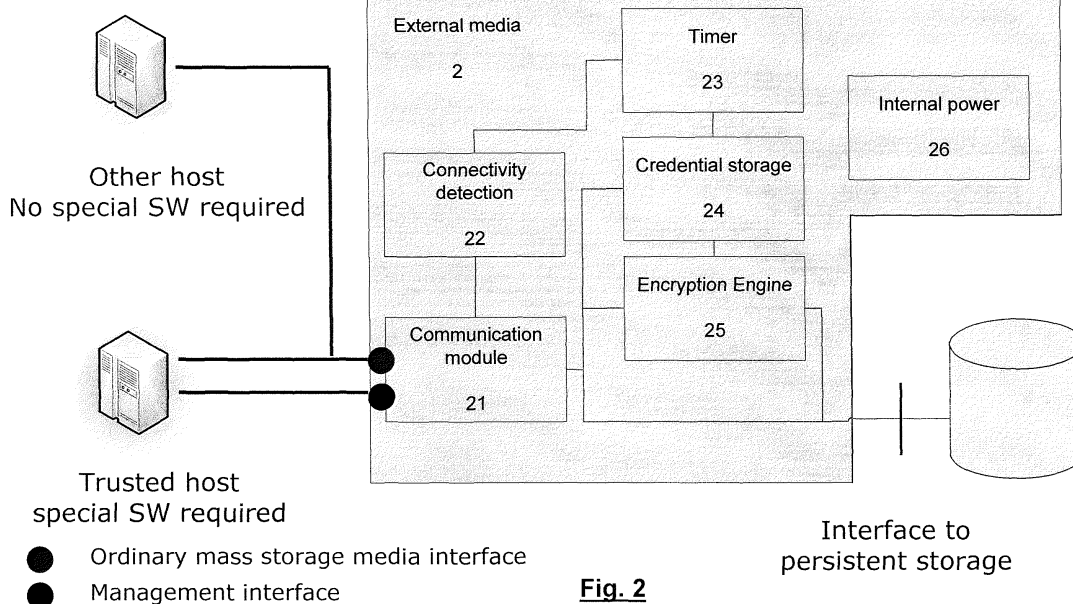 External media
2
Timer
23
Internal power
26
Other host
No special SW required
Connectivity
detection
22
Credential storage
24
Encryption Engine
25
Communication
module
21
Trusted host
special SW required
Interface to
persistent storage
Ordinary mass storage media interface
Management interface
Fig. 2